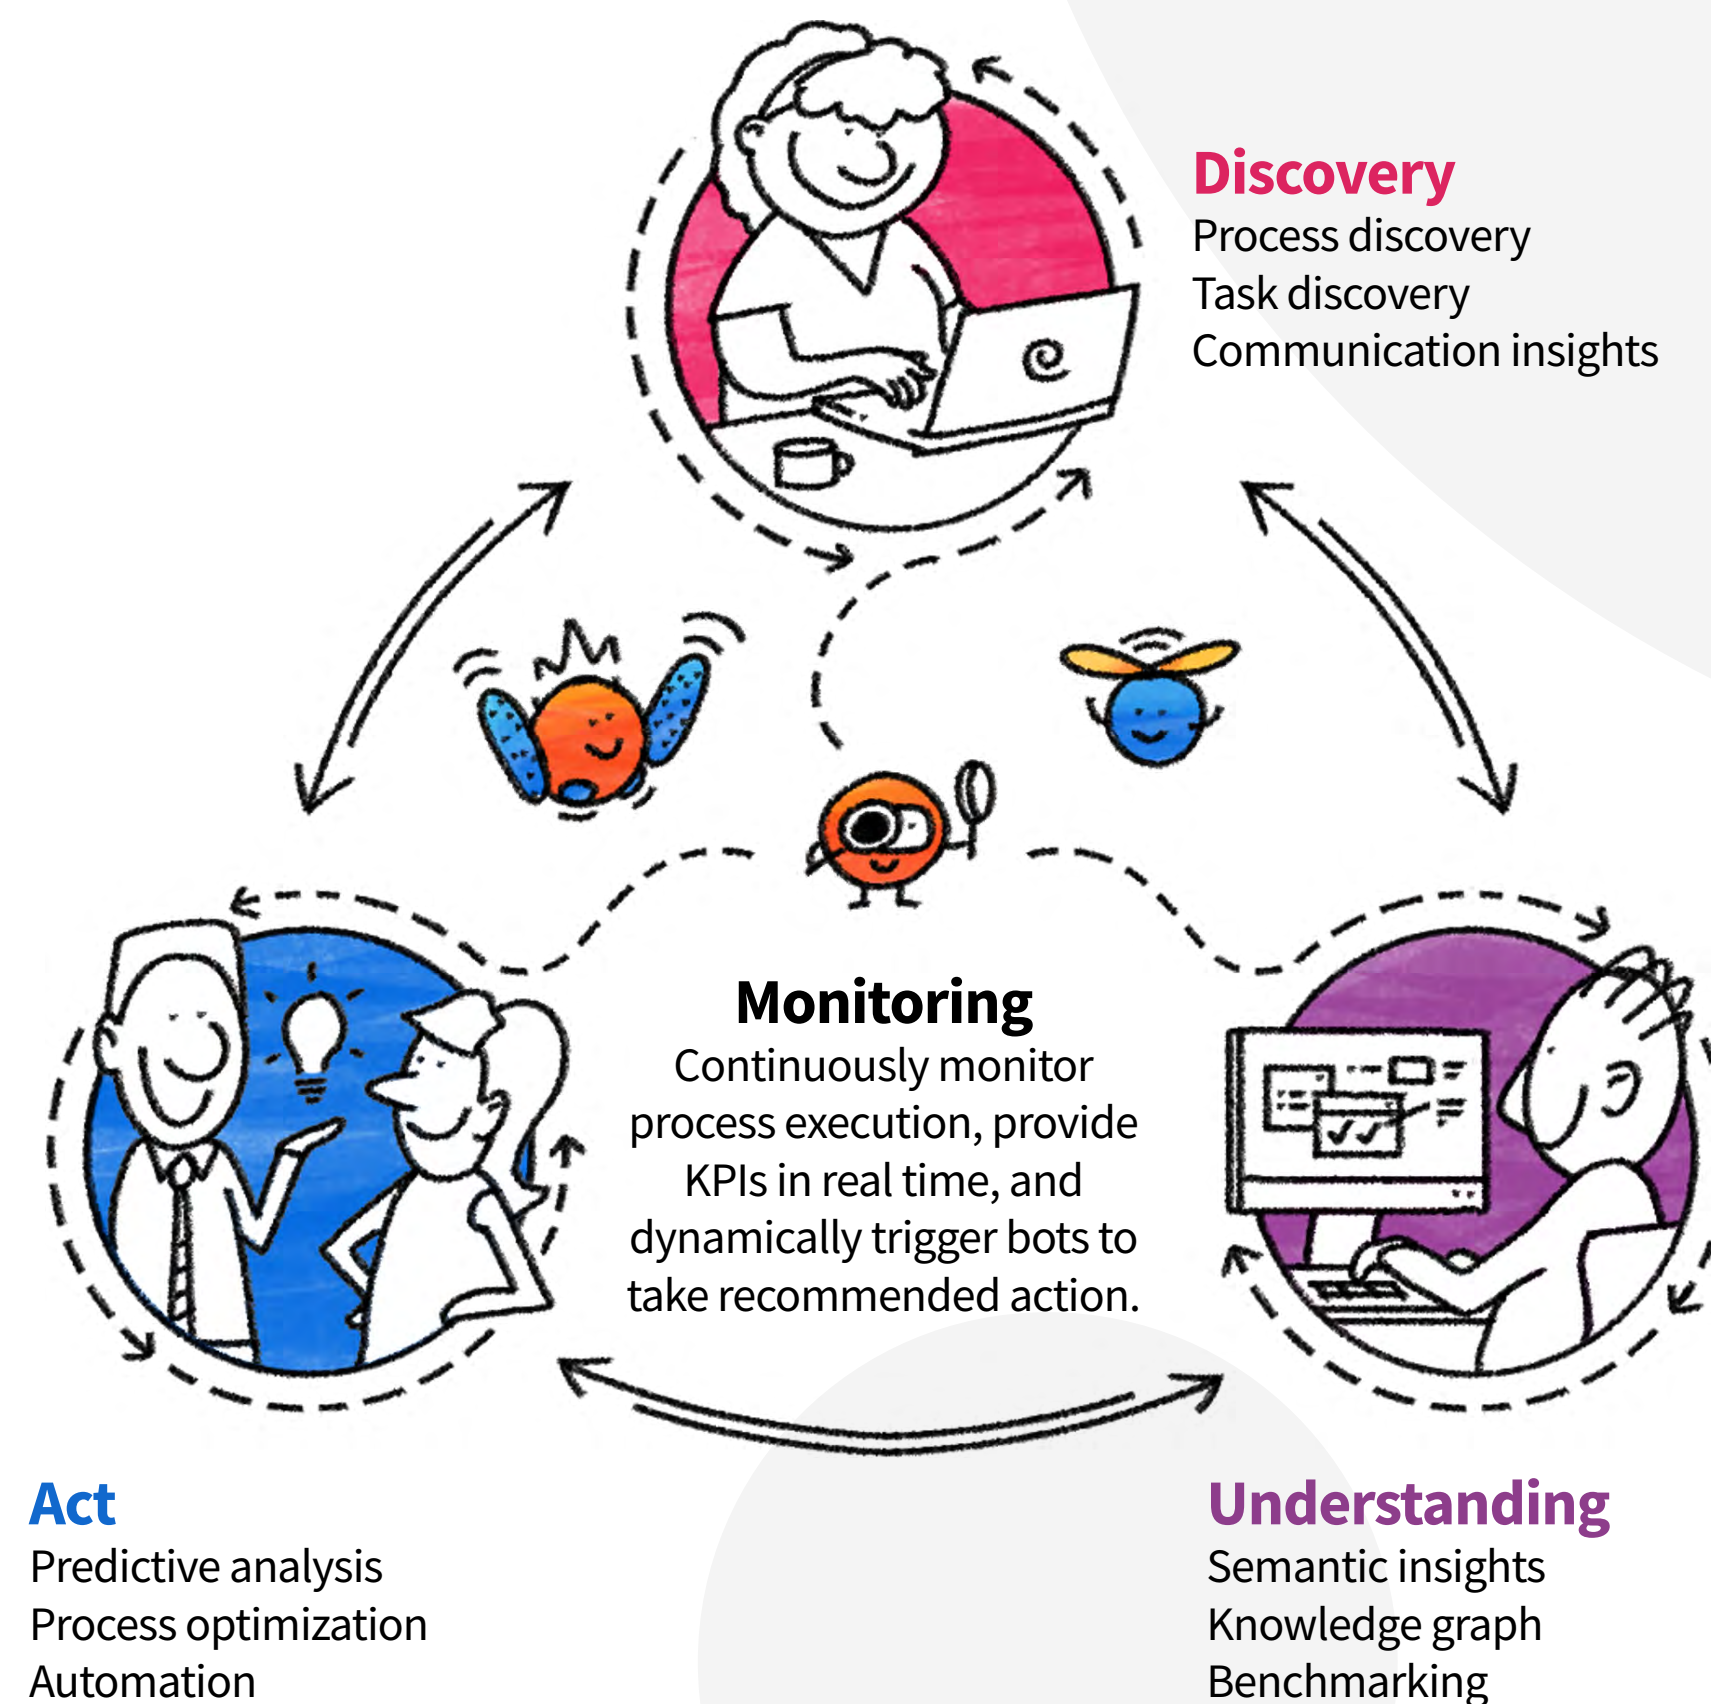 Discovery
Process discovery
Task discovery
Communication insights
Monitoring
Continuously monitor
process execution, provide
KPIs in real time, and
dynamically trigger bots to
take recommended action.
Act
Predictive analysis
Process optimization
Automation
Understanding
Semantic insights
Knowledge graph
Benchmarking